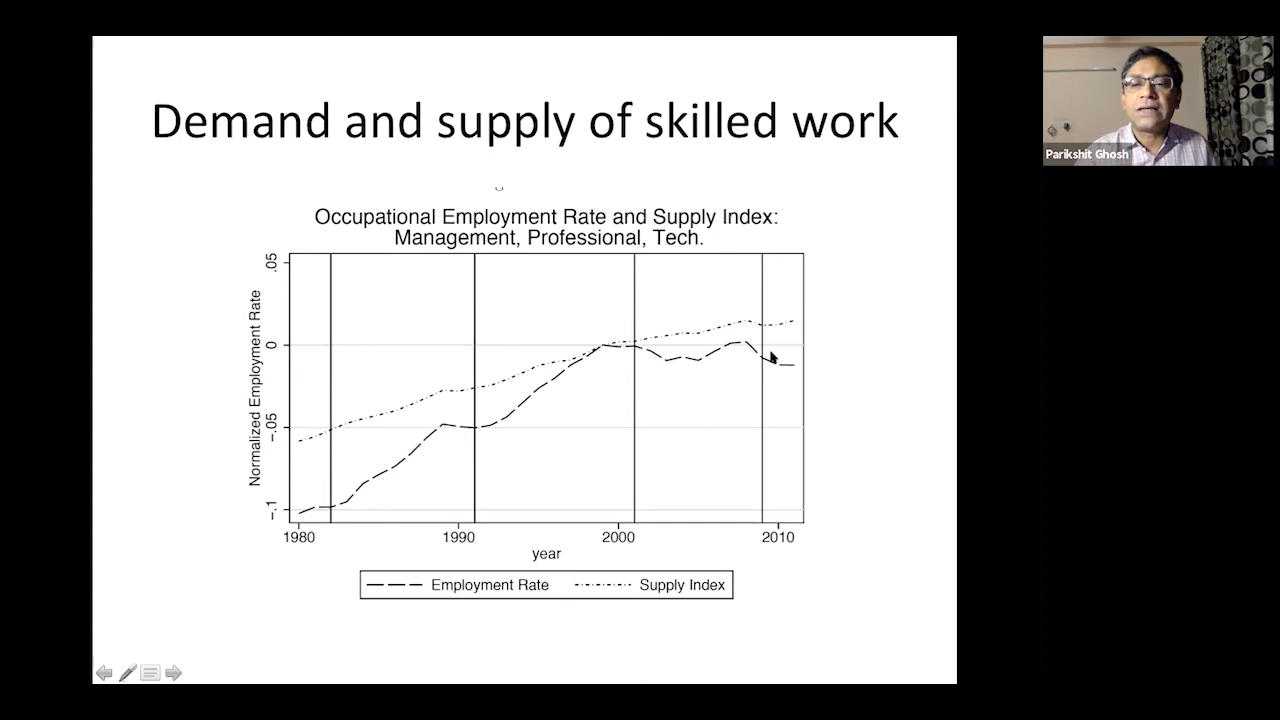 Demand and supply of skilled work
Parikshit Ghosh
Occupational Employment Rate and Supply Index:
Management, Professional, Tech.
Normalized Employment Rate
.05
0
-.05
-.1
1980
1990
2000
2010
year
Employment Rate
Supply Index